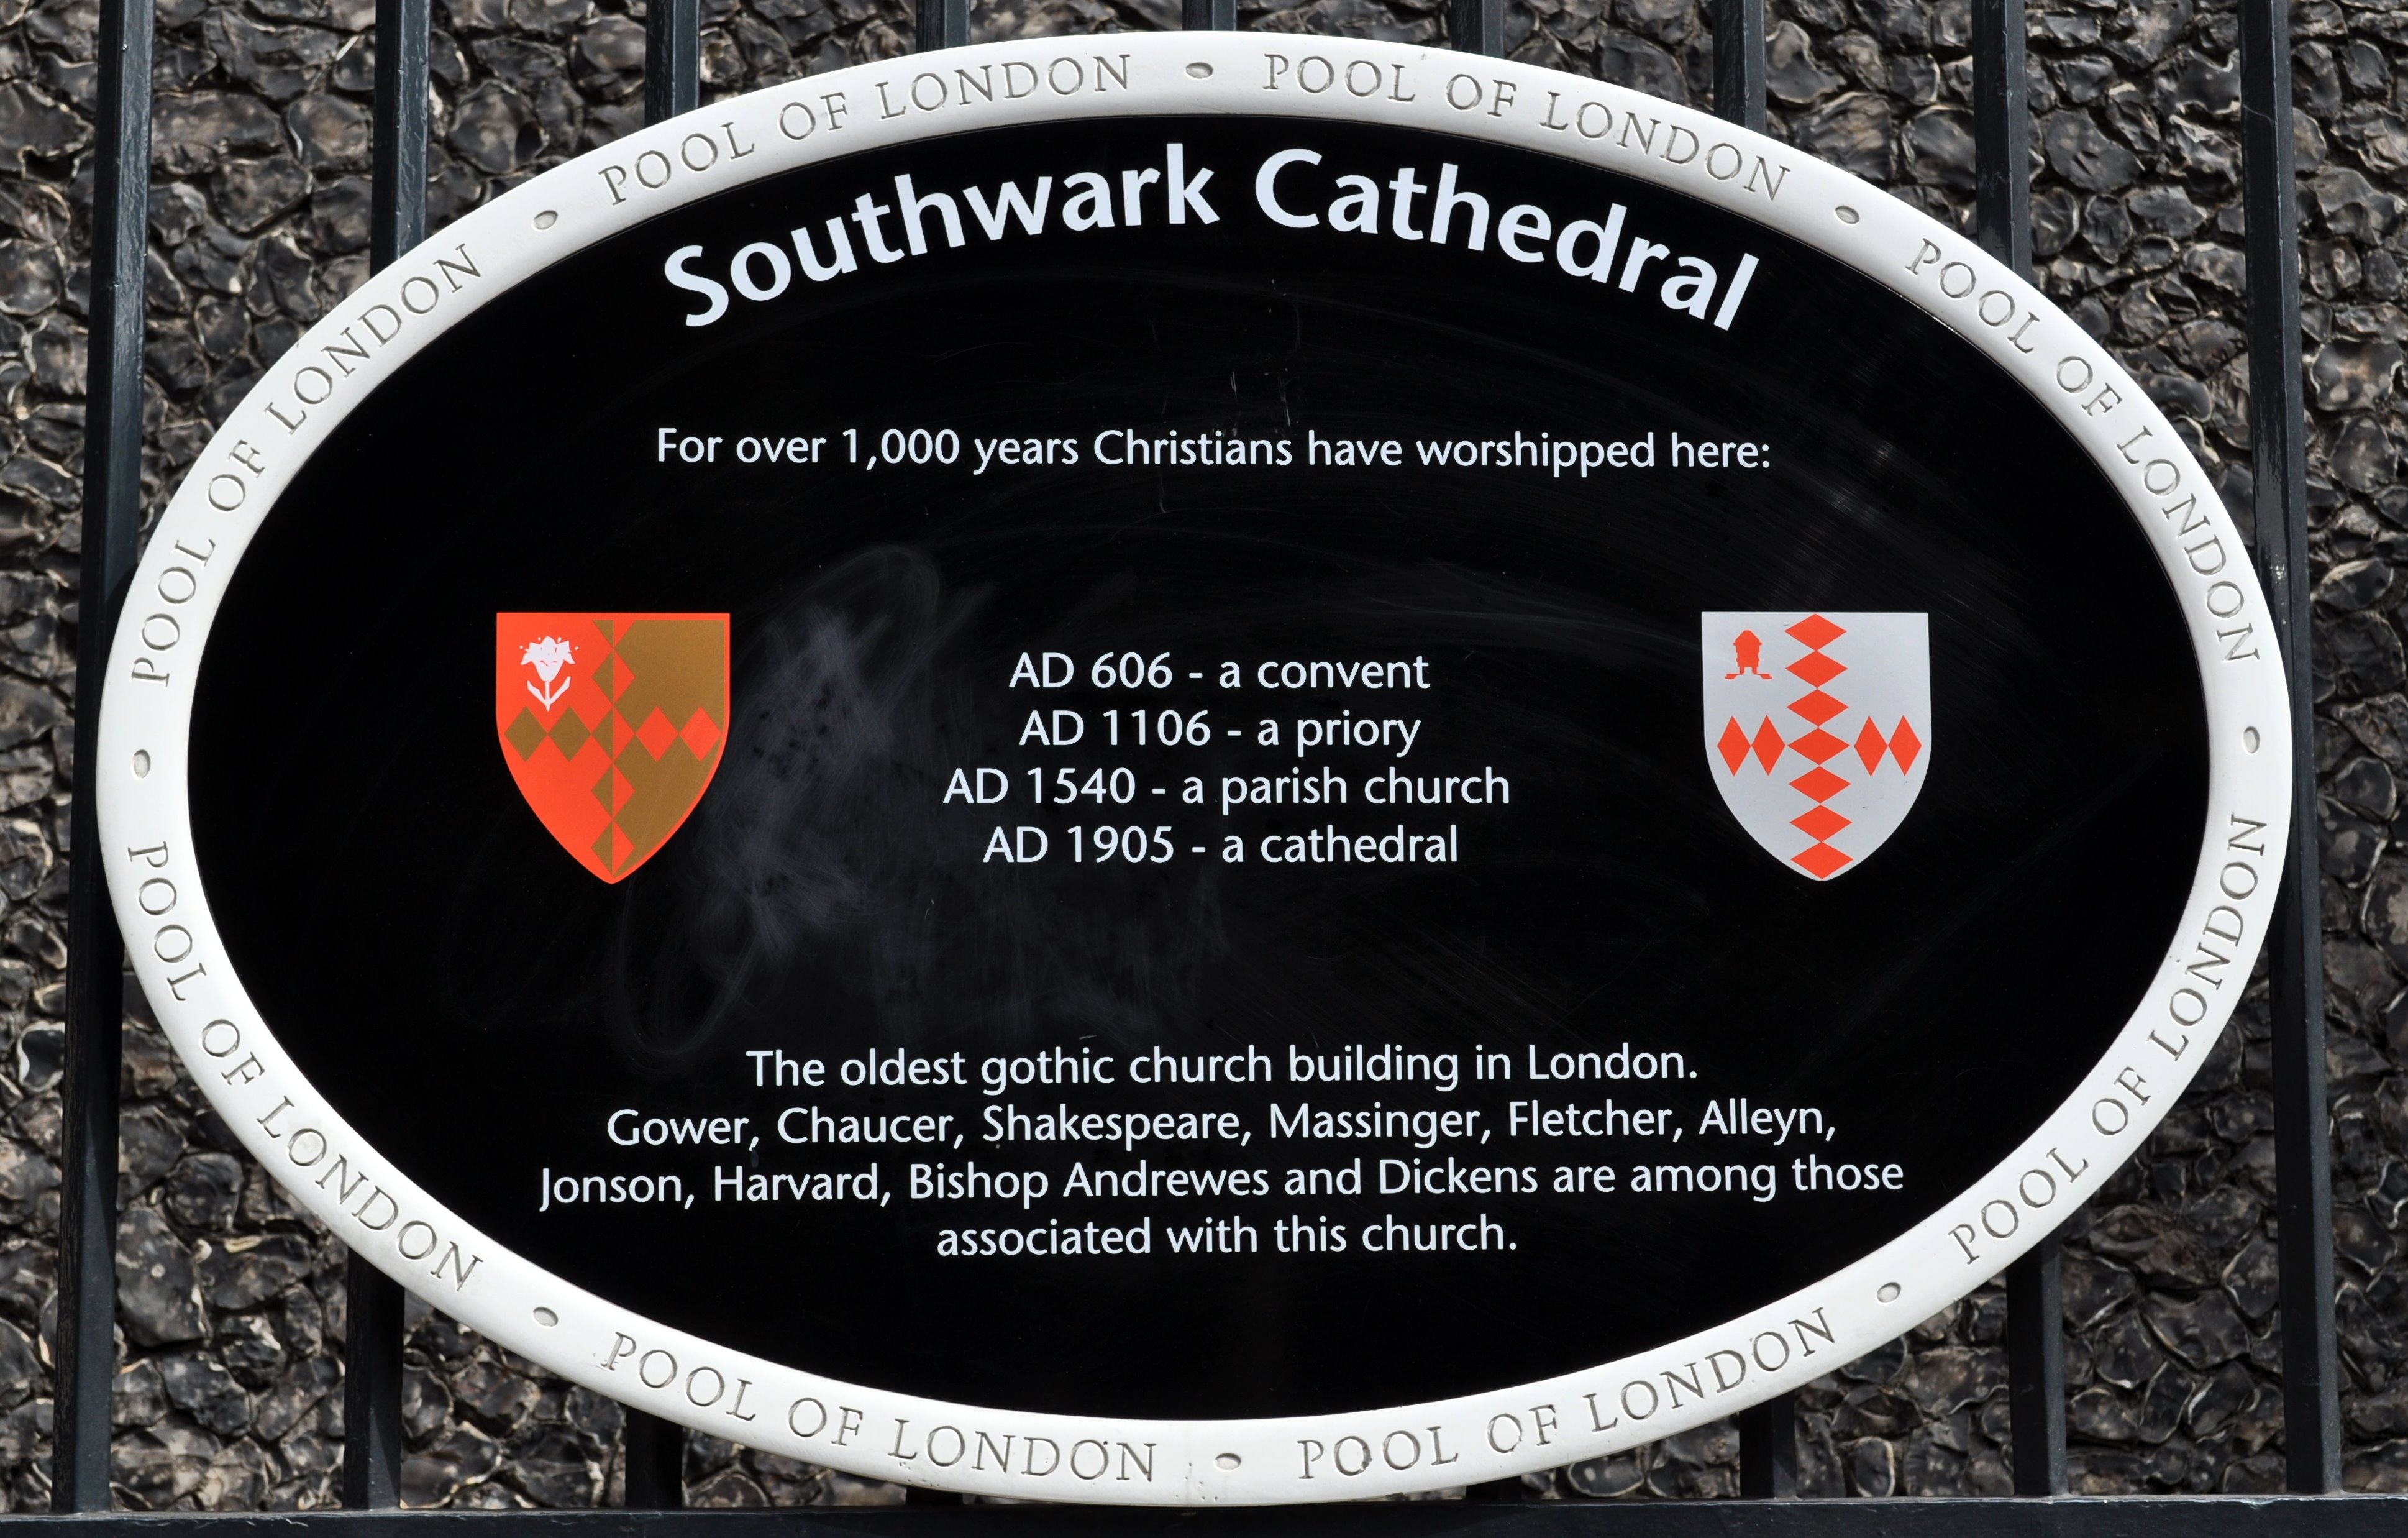 POOL OF LONDON • POOL OF LONDON • POOL OF LONDON • POOL OF LONDON • POOL OF LONDON • POOL OF LONDON • POOL OF LONDON • POOL OF LONDON •
Southwark Cathedral
For over 1,000 years Christians have worshipped here:
AD 606 - a convent
AD 1106 - a priory
AD 1540 - a parish church
AD 1905 - a cathedral
The oldest gothic church building in London.
Gower, Chaucer, Shakespeare, Massinger, Fletcher, Alleyn,
Jonson, Harvard, Bishop Andrewes and Dickens are among those
associated with this church.